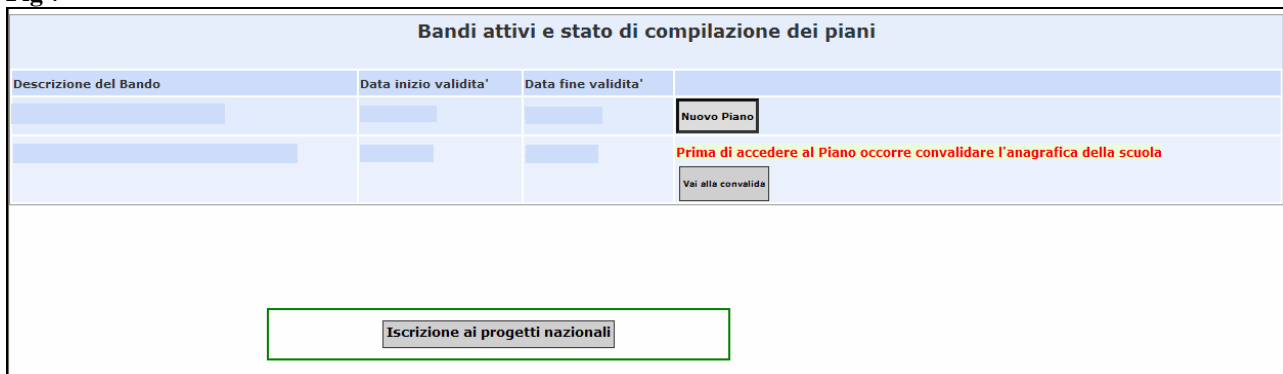 Bandi attivi e stato di compilazione dei piani
Descrizione del Bando Data inizio validita' Data fine validita'
Nuovo Piano
Prima di accedere al Piano occorre convalidare l'anagrafica della scuola
Vai alla convalida
Iscrizione ai progetti nazionali